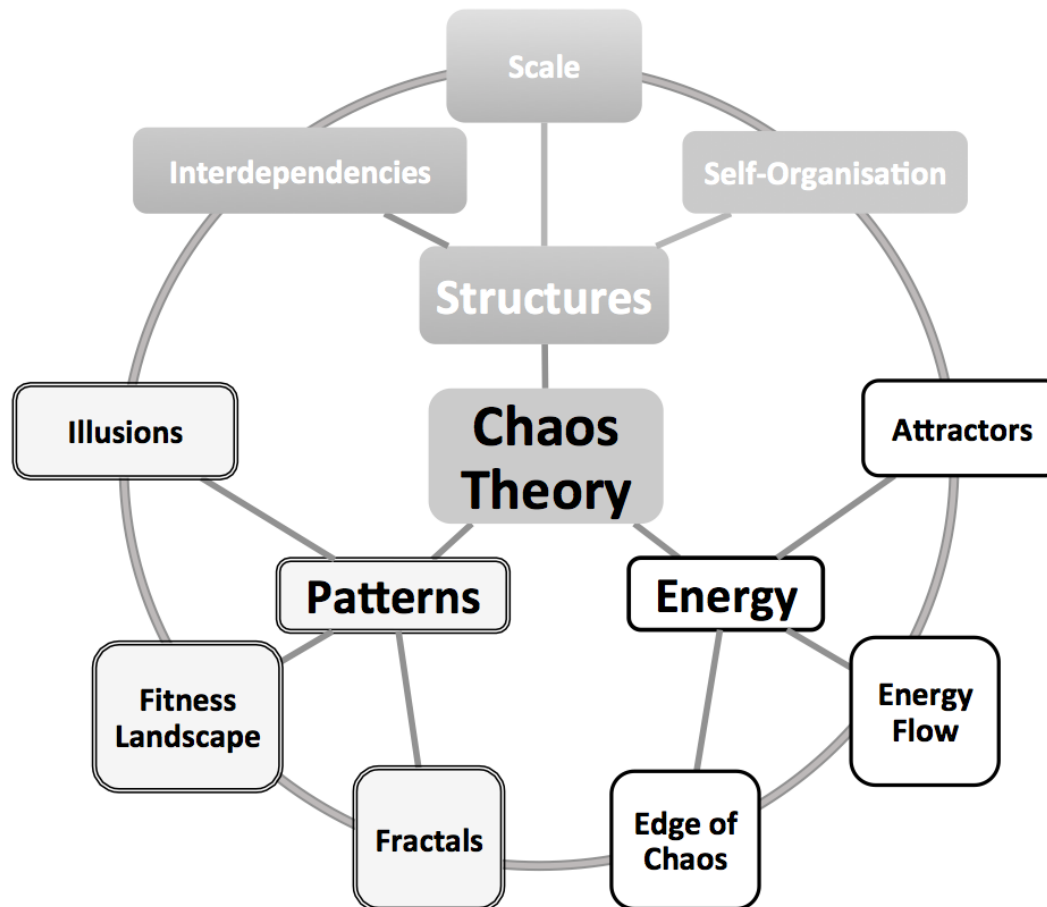 Scale
Interdependencies
Self-Organisation
Structures
Chaos
Theory
Illusions
Attractors
Patterns
Energy
Fitness
Landscape
Energy
Flow
Fractals
Edge of
Chaos